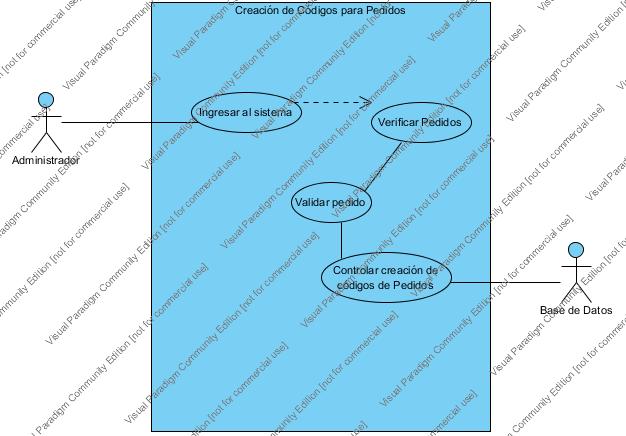 Creación de Códigos para Pedidos
Ingresar al sistema
Verificar Pedidos
Administrador
Validar pedido
Controlar creación de
códigos de Pedidos
Base de Datos
Visual Paradigm Community Edition [not for commercial use]